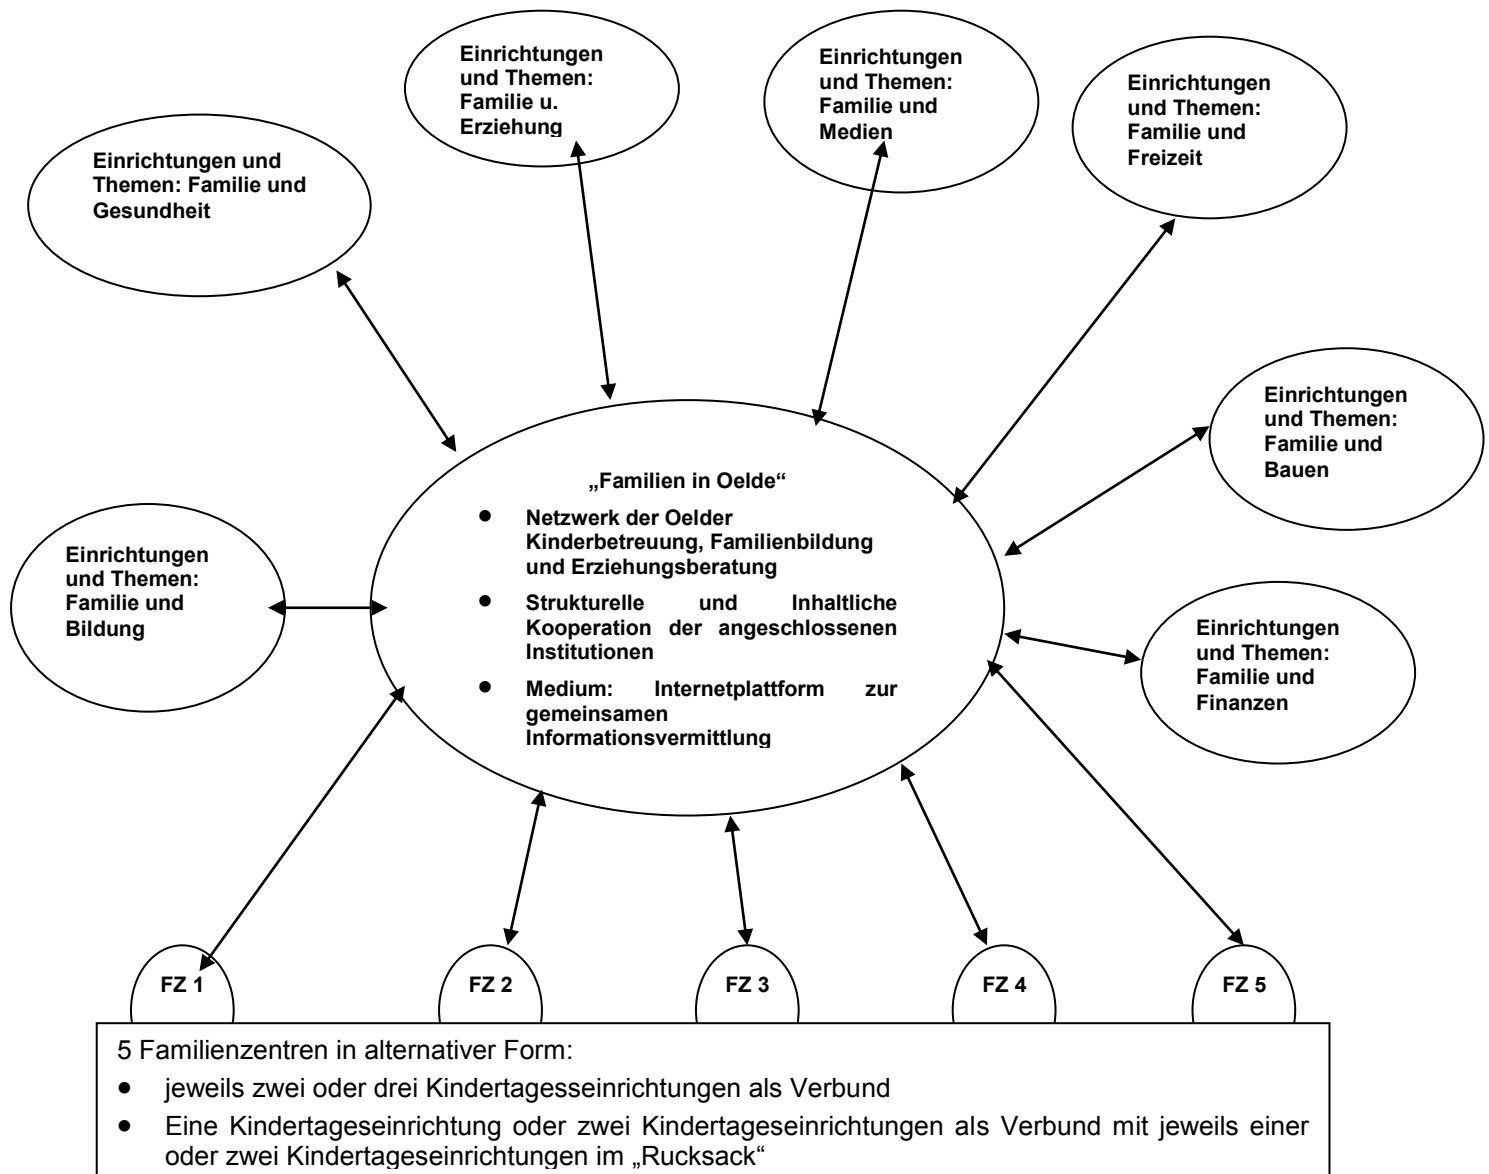 Einrichtungen
und Themen:
Familie u.
Erziehung
Einrichtungen
und Themen:
Familie und
Medien
Einrichtungen
und Themen:
Familie und
Freizeit
Einrichtungen und
Themen: Familie und
Gesundheit
Einrichtungen
und Themen:
Familie und
Bauen
„Familien in Oelde“
● Netzwerk der Oelder
Kinderbetreuung, Familienbildung
und Erziehungsberatung
● Strukturelle und Inhaltliche
Kooperation der angeschlossenen
Institutionen
● Medium: Internetplattform zur
gemeinsamen
Informationsvermittlung
Einrichtungen
und Themen:
Familie und
Bildung
Einrichtungen
und Themen:
Familie und
Finanzen
FZ 1
FZ 2
FZ 3
FZ 4
FZ 5
5 Familienzentren in alternativer Form:
● jeweils zwei oder drei Kindertagesseinrichtungen als Verbund
● Eine Kindertageseinrichtung oder zwei Kindertageseinrichtungen als Verbund mit jeweils einer
oder zwei Kindertageseinrichtungen im „Rucksack“